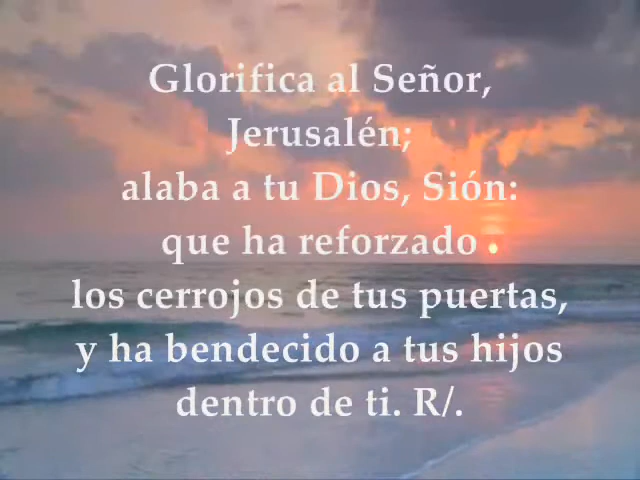 Glorifica al Señor,
Jerusalén;
alaba a tu Dios, Sión:
que ha reforzado
los cerrojos de tus puertas,
y ha bendecido a tus hijos
dentro de ti. R/.